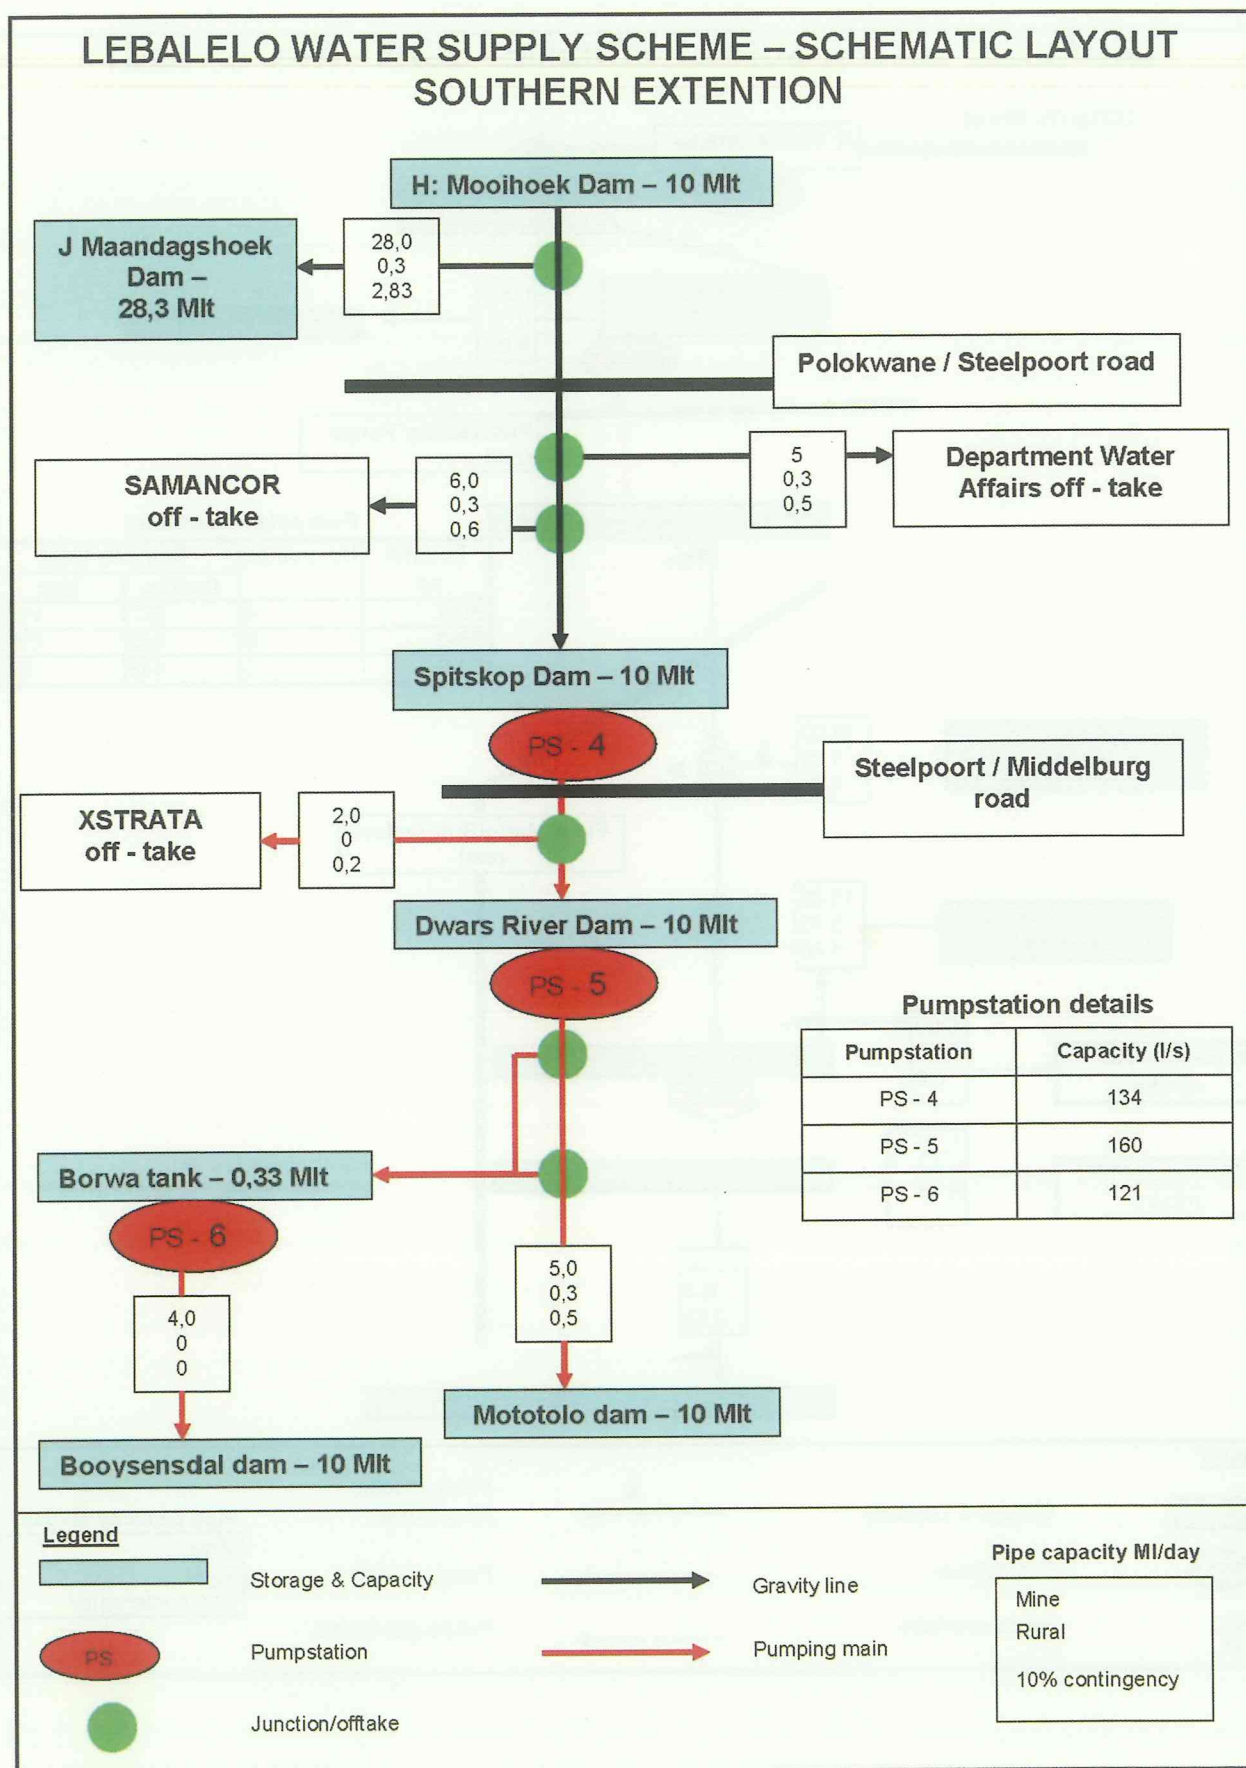 LEBALELO WATER SUPPLY SCHEME – SCHEMATIC LAYOUT
SOUTHERN EXTENTION
H: Mooihoek Dam – 10 Mlt
J Maandagshoek
Dam –
28,3 Mlt
28,0
0,3
2,83
Polokwane / Steelpoort road
SAMANCOR
off - take
6,0
0,3
0,6
5
0,3
0,5
Department Water
Affairs off - take
Spitskop Dam – 10 Mlt
PS - 4
Steelpoort / Middelburg
road
XSTRATA
off - take
2,0
0
0,2
Dwars River Dam – 10 Mlt
PS - 5
Pumpstation details
Pumpstation Capacity (l/s)
PS - 4 134
PS - 5 160
PS - 6 121
Borwa tank – 0,33 Mlt
PS - 6
4,0
0
0
5,0
0,3
0,5
Mototolo dam – 10 Mlt
Booysensdal dam – 10 Mlt
Legend
Storage & Capacity
Gravity line
Pipe capacity Ml/day
Mine
Rural
10% contingency
PS
Pumpstation
Pumping main
Junction/offtake